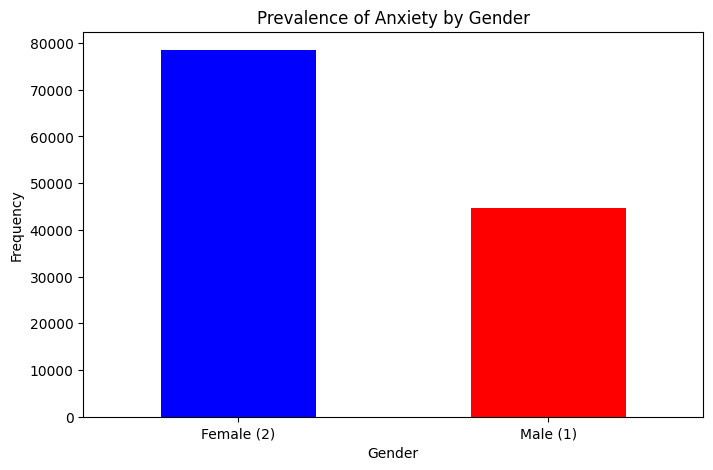 Prevalence of Anxiety by Gender
80000
70000
60000
50000
40000
30000
20000
10000
0
Frequency
Female (2)
Male (1)
Gender